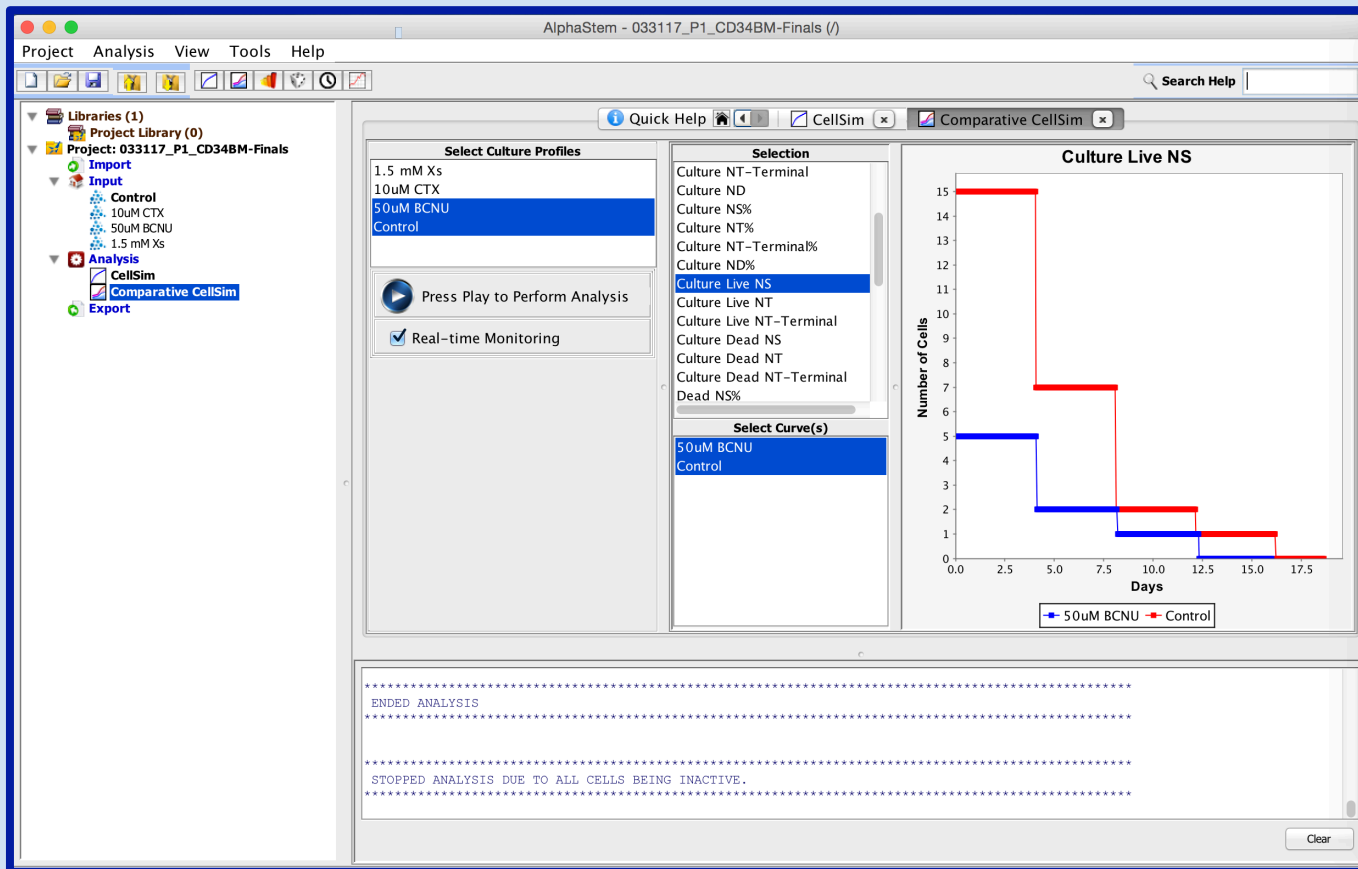 AlphaStem - 033117_P1_CD34BM-Finals (/)
Project Analysis View Tools Help
Search Help
Libraries (1)
Project Library (0)
Project: 033117_P1_CD34BM-Finals
Import
Input
Control
10uM CTX
50uM BCNU
1.5 mM Xs
Analysis
CellSim
Comparative CellSim
Export
Quick Help CellSim Comparative CellSim
Select Culture Profiles
1.5 mM Xs
10uM CTX
50uM BCNU
Control
Press Play to Perform Analysis
Real-time Monitoring
Selection
Culture NT-Terminal
Culture ND
Culture NS%
Culture NT%
Culture NT-Terminal%
Culture ND%
Culture Live NS
Culture Live NT
Culture Live NT-Terminal
Culture Dead NS
Culture Dead NT
Culture Dead NT-Terminal
Dead NS%
Select Curve(s)
50uM BCNU
Control
Culture Live NS
Number of Cells
15
14
13
12
11
10
9
8
7
6
5
4
3
2
1
0
0.0 2.5 5.0 7.5 10.0 12.5 15.0 17.5
Days
50uM BCNU Control
****************************************************************************************************
ENDED ANALYSIS
****************************************************************************************************
****************************************************************************************************
STOPPED ANALYSIS DUE TO ALL CELLS BEING INACTIVE.
****************************************************************************************************
Clear